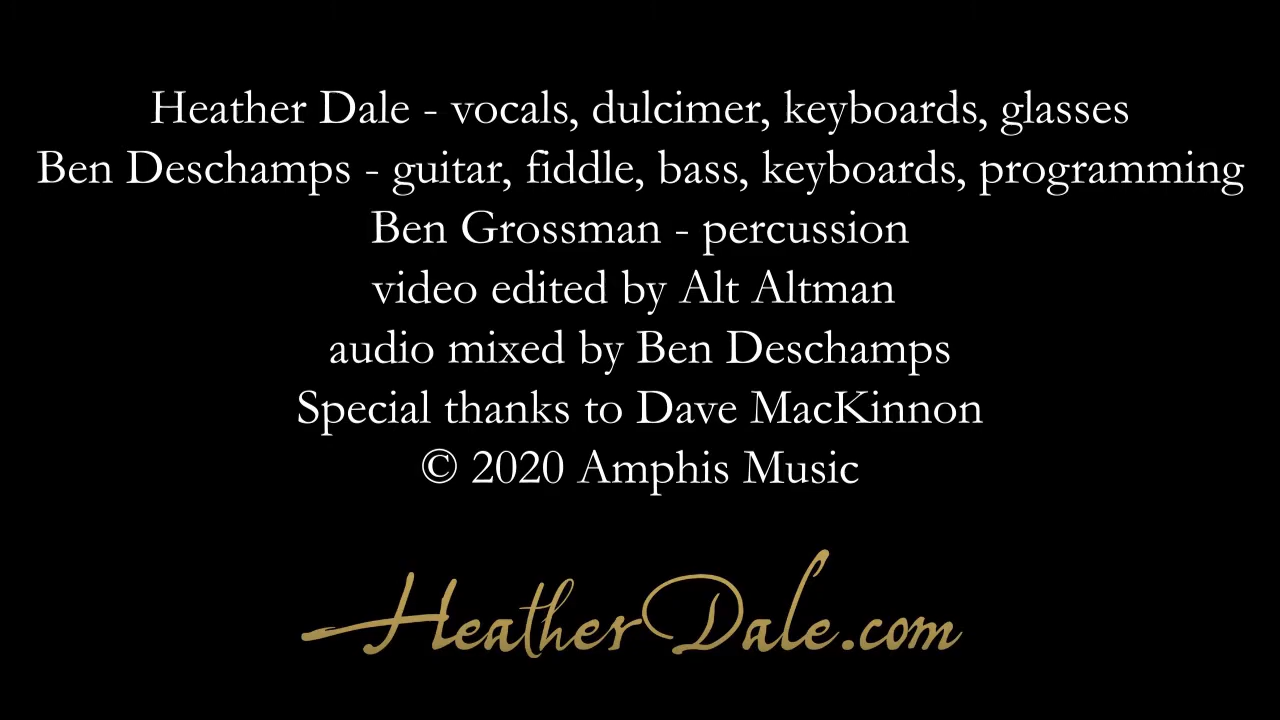 Heather Dale - vocals, dulcimer, keyboards, glasses
Ben Deschamps - guitar, fiddle, bass, keyboards, programming
Ben Grossman - percussion
video edited by Alt Altman
audio mixed by Ben Deschamps
Special thanks to Dave MacKinnon
© 2020 Amphis Music
HeatherDale.com